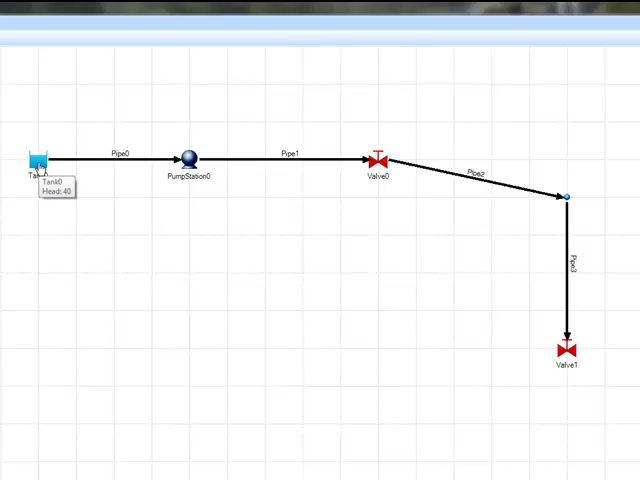 Pipe0
Pipe1
Pipe2
Pipe3
PumpStation0
Valve0
Tank0
Head: 40
Valve1